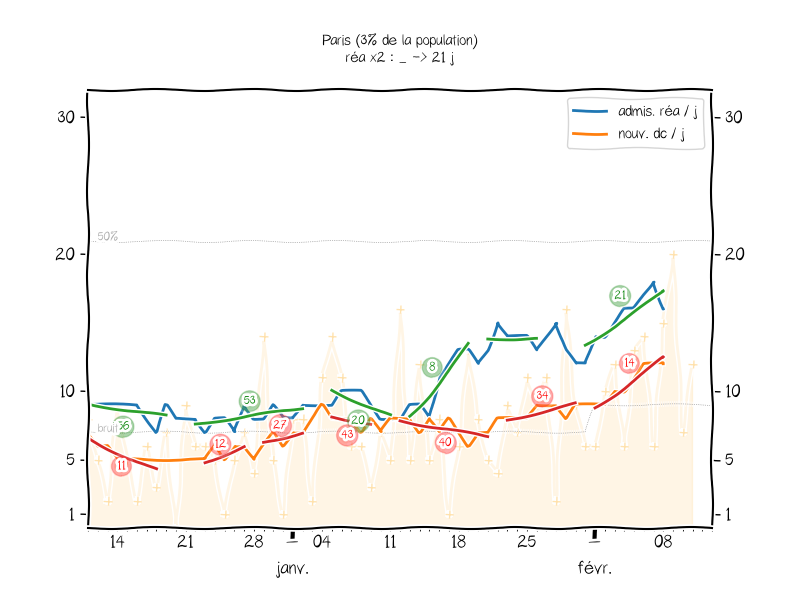 Paris (3% de la population)
réa x2 : _ -> 21 j
admis. réa / j
nouv. dc / j
30 30
50%
20 20
21
14
8
10 10
53
34
56
20
27
bruit
43
12
40
11
5 5
1 1
14 21 28 04 11 18 25 08
janv. févr.